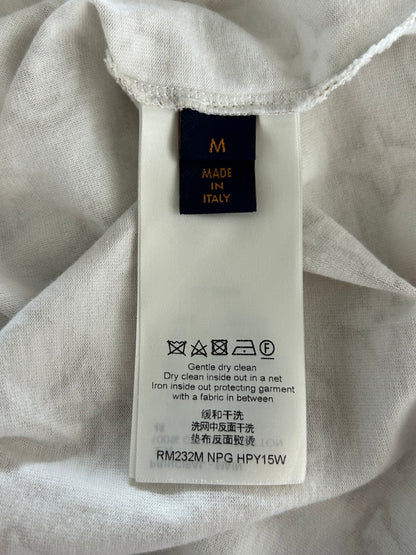 M
MADE
IN
ITALY
Gentle dry clean
Dry clean inside out in a net
Iron inside out protecting garment
with a fabric in between
缓和干洗
洗网中反面干洗
垫布反面熨烫
RM232M NPG HPY15W